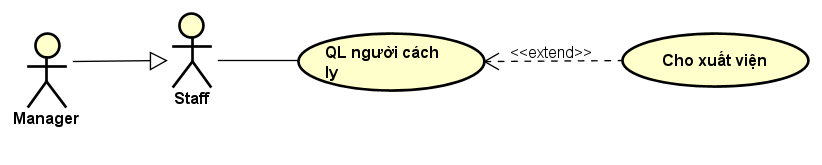 QL người cách
ly
<<extend>>
Cho xuất viện
Staff
Manager